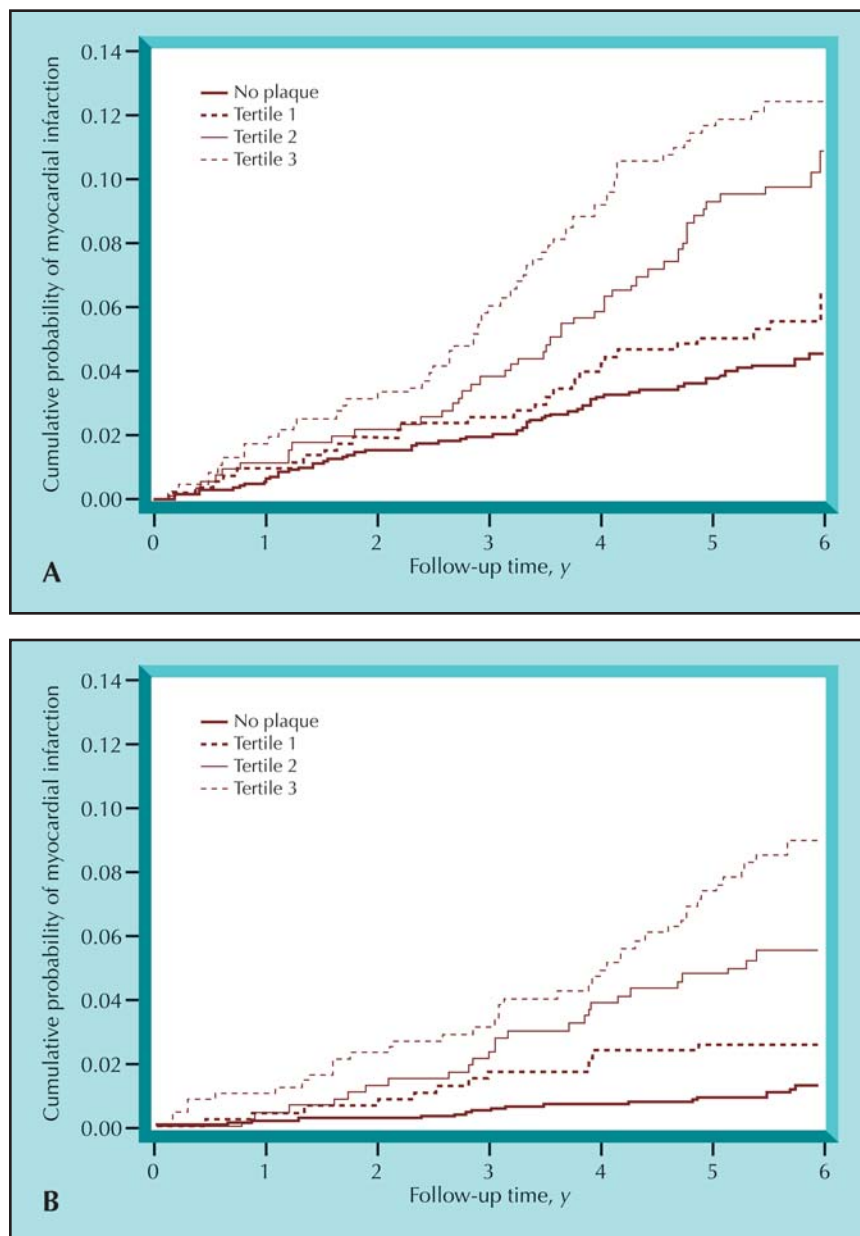 Cumulative probability of myocardial infarction
0.14
0.12
0.10
0.08
0.06
0.04
0.02
0.00
No plaque
Tertile 1
Tertile 2
Tertile 3
0 1 2 3 4 5 6
Follow-up time, y
A
Cumulative probability of myocardial infarction
0.14
0.12
0.10
0.08
0.06
0.04
0.02
0.00
No plaque
Tertile 1
Tertile 2
Tertile 3
0 1 2 3 4 5 6
Follow-up time, y
B